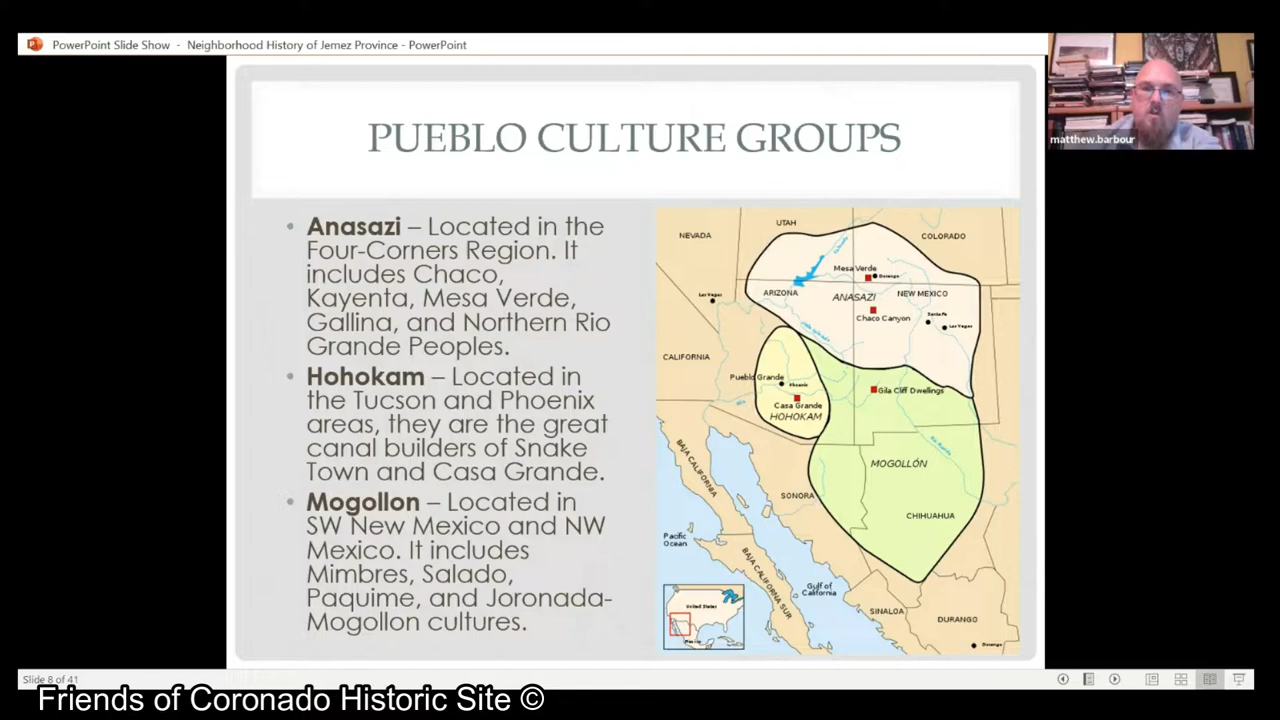 PowerPoint Slide Show - Neighborhood History of Jemez Province - PowerPoint
matthew.barbour
PUEBLO CULTURE GROUPS
• Anasazi – Located in the
Four-Corners Region. It
includes Chaco,
Kayenta, Mesa Verde,
Gallina, and Northern Rio
Grande Peoples.
• Hohokam – Located in
the Tucson and Phoenix
areas, they are the great
canal builders of Snake
Town and Casa Grande.
• Mogollon – Located in
SW New Mexico and NW
Mexico. It includes
Mimbres, Salado,
Paquime, and Joronada-
Mogollon cultures.
UTAH
NEVADA
COLORADO
Mesa Verde
Durango
ARIZONA
ANASAZI
NEW MEXICO
Las Vegas
Chaco Canyon
Santa Fe
Las Vegas
CALIFORNIA
Pueblo Grande
Phoenix
Gila Cliff Dwellings
Casa Grande
HOHOKAM
BAJA CALIFORNIA
MOGOLLÓN
SONORA
CHIHUAHUA
Pacific
Ocean
BAJA CALIFORNIA SUR
Gulf of
California
United States
Mexico
SINALOA
DURANGO
Durango
Slide 8 of 41
Friends of Coronado Historic Site ©